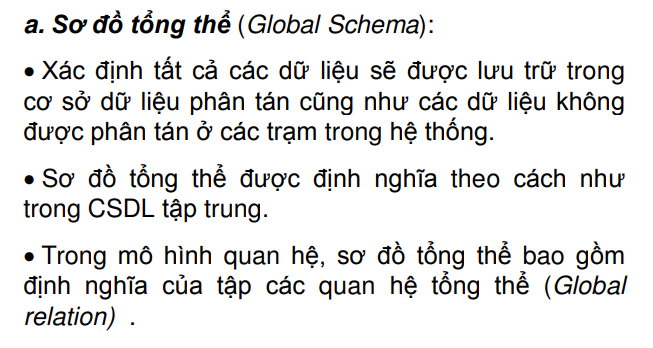 a. Sơ đồ tổng thể (Global Schema):
• Xác định tất cả các dữ liệu sẽ được lưu trữ trong
cơ sở dữ liệu phân tán cũng như các dữ liệu không
được phân tán ở các trạm trong hệ thống.
• Sơ đồ tổng thể được định nghĩa theo cách như
trong CSDL tập trung.
• Trong mô hình quan hệ, sơ đồ tổng thể bao gồm
định nghĩa của tập các quan hệ tổng thể (Global
relation) .